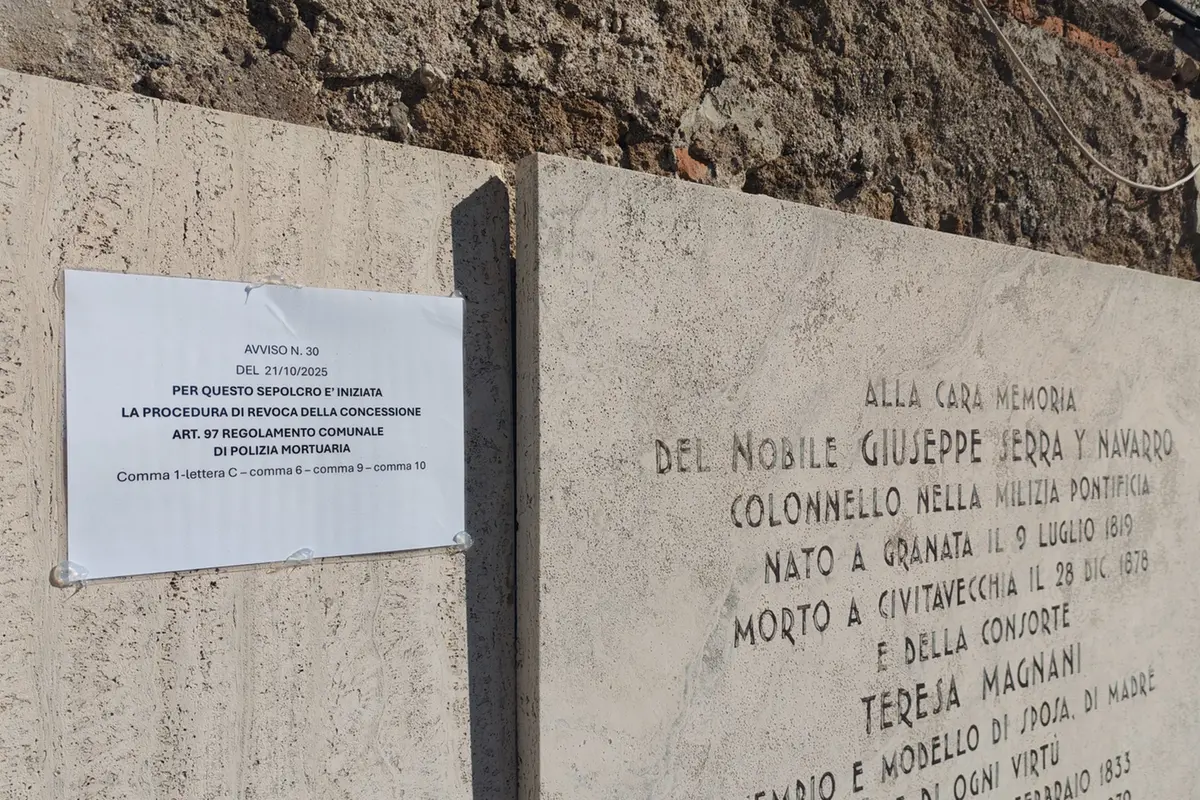 AVVISO N. 30
DEL 21/10/2025
PER QUESTO SEPOLCRO E' INIZIATA
LA PROCEDURA DI REVOCA DELLA CONCESSIONE
ART. 97 REGOLAMENTO COMUNALE
DI POLIZIA MORTUARIA
Comma 1-lettera C – comma 6 – comma 9 – comma 10
ALLA CARA MEMORIA
DEL NOBILE GIUSEPPE SERRA Y NAVARRO
COLONNELLO NELLA MILIZIA PONTIFICIA
NATO A GRANATA IL 9 LUGLIO 1819
MORTO A CIVITAVECCHIA IL 28 DIC. 1878
E DELLA CONSORTE
TERESA MAGNANI
E MODELLO DI SPOSA, DI MADRE
DI OGNI VIRTÙ
1833